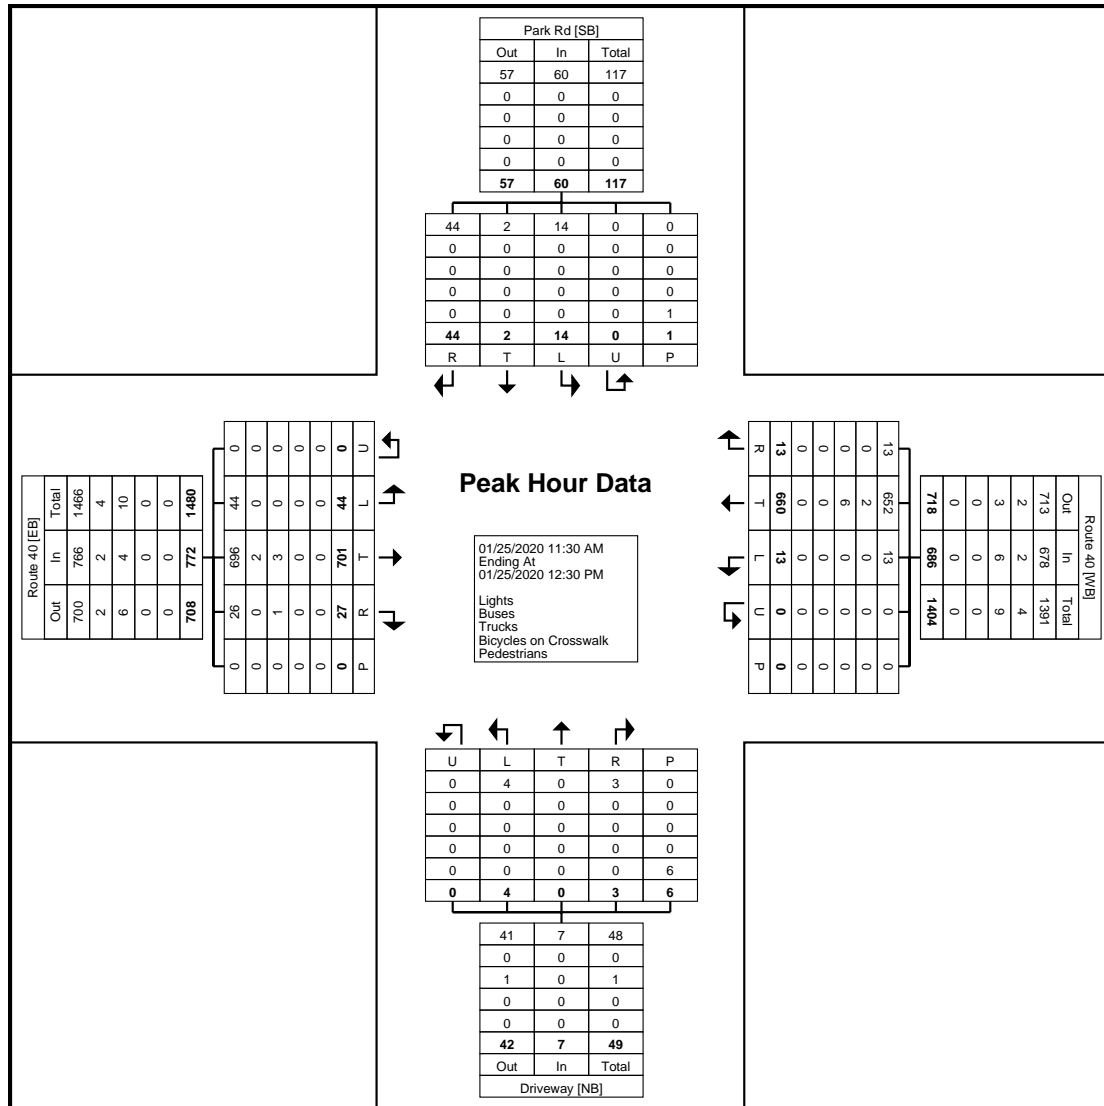 Park Rd [SB]
Out In Total
57 60 117
0 0 0
0 0 0
0 0 0
0 0 0
57 60 117
44 2 14 0 0
0 0 0 0 0
0 0 0 0 0
0 0 0 0 0
0 0 0 0 1
44 2 14 0 1
R T L U P
Route 40 [EB]
Total In Out
1466 766 700
4 2 2
10 4 6
0 0 0
0 0 0
1480 772 708
0 44 696 26 0
0 0 2 0 0
0 0 3 1 0
0 0 0 0 0
0 0 0 0 0
0 44 701 27 0
U L T R P
Peak Hour Data
01/25/2020 11:30 AM
Ending At
01/25/2020 12:30 PM
Lights
Buses
Trucks
Bicycles on Crosswalk
Pedestrians
R T L U P
13 660 13 0 0
0 0 0 0 0
0 0 0 0 0
0 6 0 0 0
0 2 0 0 0
13 652 13 0 0
718 686 1404
0 0 0
0 0 0
3 6 9
2 2 4
713 678 1391
Out In Total
Route 40 [WB]
U L T R P
0 4 0 3 0
0 0 0 0 0
0 0 0 0 0
0 0 0 0 0
0 0 0 0 6
0 4 0 3 6
41 7 48
0 0 0
1 0 1
0 0 0
0 0 0
42 7 49
Out In Total
Driveway [NB]